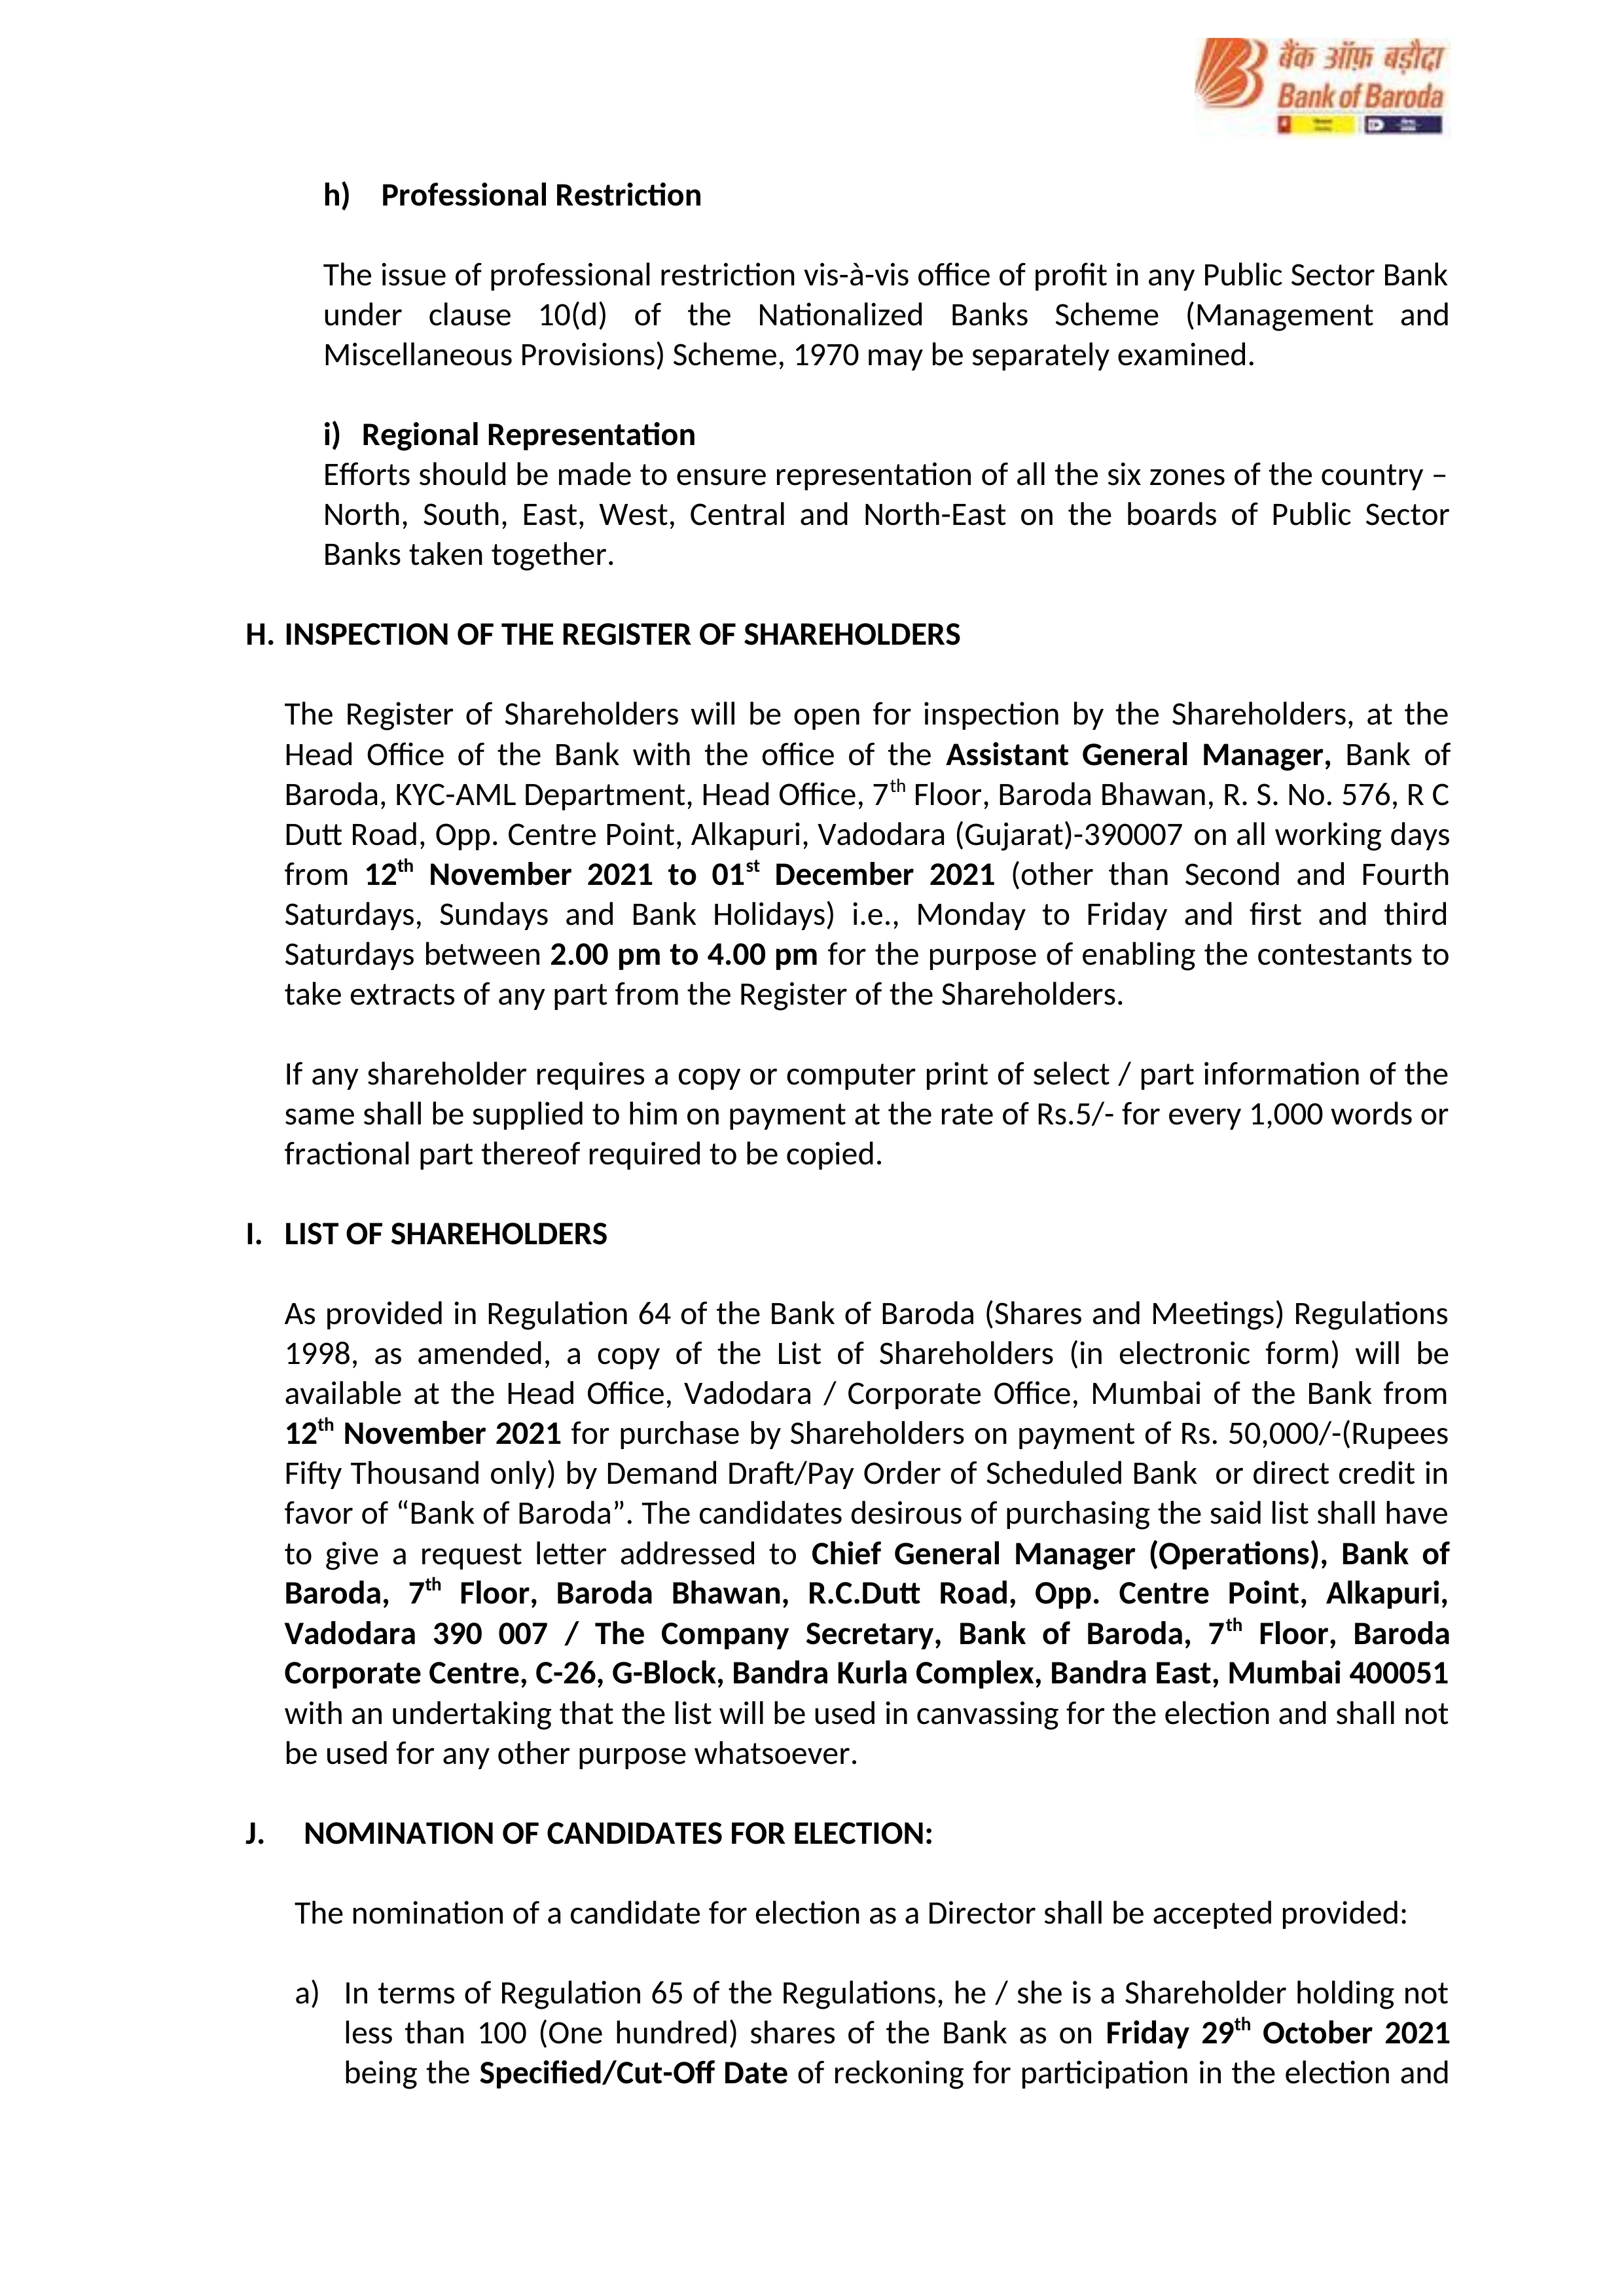 बैंक ऑफ़ बड़ौदा
Bank of Baroda
h) Professional Restriction
The issue of professional restriction vis-à-vis office of profit in any Public Sector Bank
under clause 10(d) of the Nationalized Banks Scheme (Management and
Miscellaneous Provisions) Scheme, 1970 may be separately examined.
i) Regional Representation
Efforts should be made to ensure representation of all the six zones of the country –
North, South, East, West, Central and North-East on the boards of Public Sector
Banks taken together.
H. INSPECTION OF THE REGISTER OF SHAREHOLDERS
The Register of Shareholders will be open for inspection by the Shareholders, at the
Head Office of the Bank with the office of the Assistant General Manager, Bank of
Baroda, KYC-AML Department, Head Office, 7th Floor, Baroda Bhawan, R. S. No. 576, R C
Dutt Road, Opp. Centre Point, Alkapuri, Vadodara (Gujarat)-390007 on all working days
from 12th November 2021 to 01st December 2021 (other than Second and Fourth
Saturdays, Sundays and Bank Holidays) i.e., Monday to Friday and first and third
Saturdays between 2.00 pm to 4.00 pm for the purpose of enabling the contestants to
take extracts of any part from the Register of the Shareholders.
If any shareholder requires a copy or computer print of select / part information of the
same shall be supplied to him on payment at the rate of Rs.5/- for every 1,000 words or
fractional part thereof required to be copied.
I. LIST OF SHAREHOLDERS
As provided in Regulation 64 of the Bank of Baroda (Shares and Meetings) Regulations
1998, as amended, a copy of the List of Shareholders (in electronic form) will be
available at the Head Office, Vadodara / Corporate Office, Mumbai of the Bank from
12th November 2021 for purchase by Shareholders on payment of Rs. 50,000/-(Rupees
Fifty Thousand only) by Demand Draft/Pay Order of Scheduled Bank or direct credit in
favor of “Bank of Baroda”. The candidates desirous of purchasing the said list shall have
to give a request letter addressed to Chief General Manager (Operations), Bank of
Baroda, 7th Floor, Baroda Bhawan, R.C.Dutt Road, Opp. Centre Point, Alkapuri,
Vadodara 390 007 / The Company Secretary, Bank of Baroda, 7th Floor, Baroda
Corporate Centre, C-26, G-Block, Bandra Kurla Complex, Bandra East, Mumbai 400051
with an undertaking that the list will be used in canvassing for the election and shall not
be used for any other purpose whatsoever.
J. NOMINATION OF CANDIDATES FOR ELECTION:
The nomination of a candidate for election as a Director shall be accepted provided:
a) In terms of Regulation 65 of the Regulations, he / she is a Shareholder holding not
less than 100 (One hundred) shares of the Bank as on Friday 29th October 2021
being the Specified/Cut-Off Date of reckoning for participation in the election and